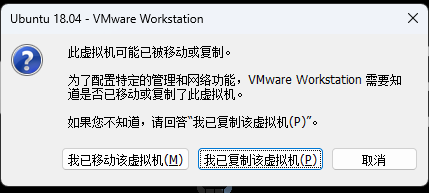 Ubuntu 18.04 - VMware Workstation
此虚拟机可能已被移动或复制。
为了配置特定的管理和网络功能，VMware Workstation 需要知
道是否已移动或复制了此虚拟机。
如果您不知道，请回答“我已复制该虚拟机(P)”。
我已移动该虚拟机(M) 我已复制该虚拟机(P) 取消